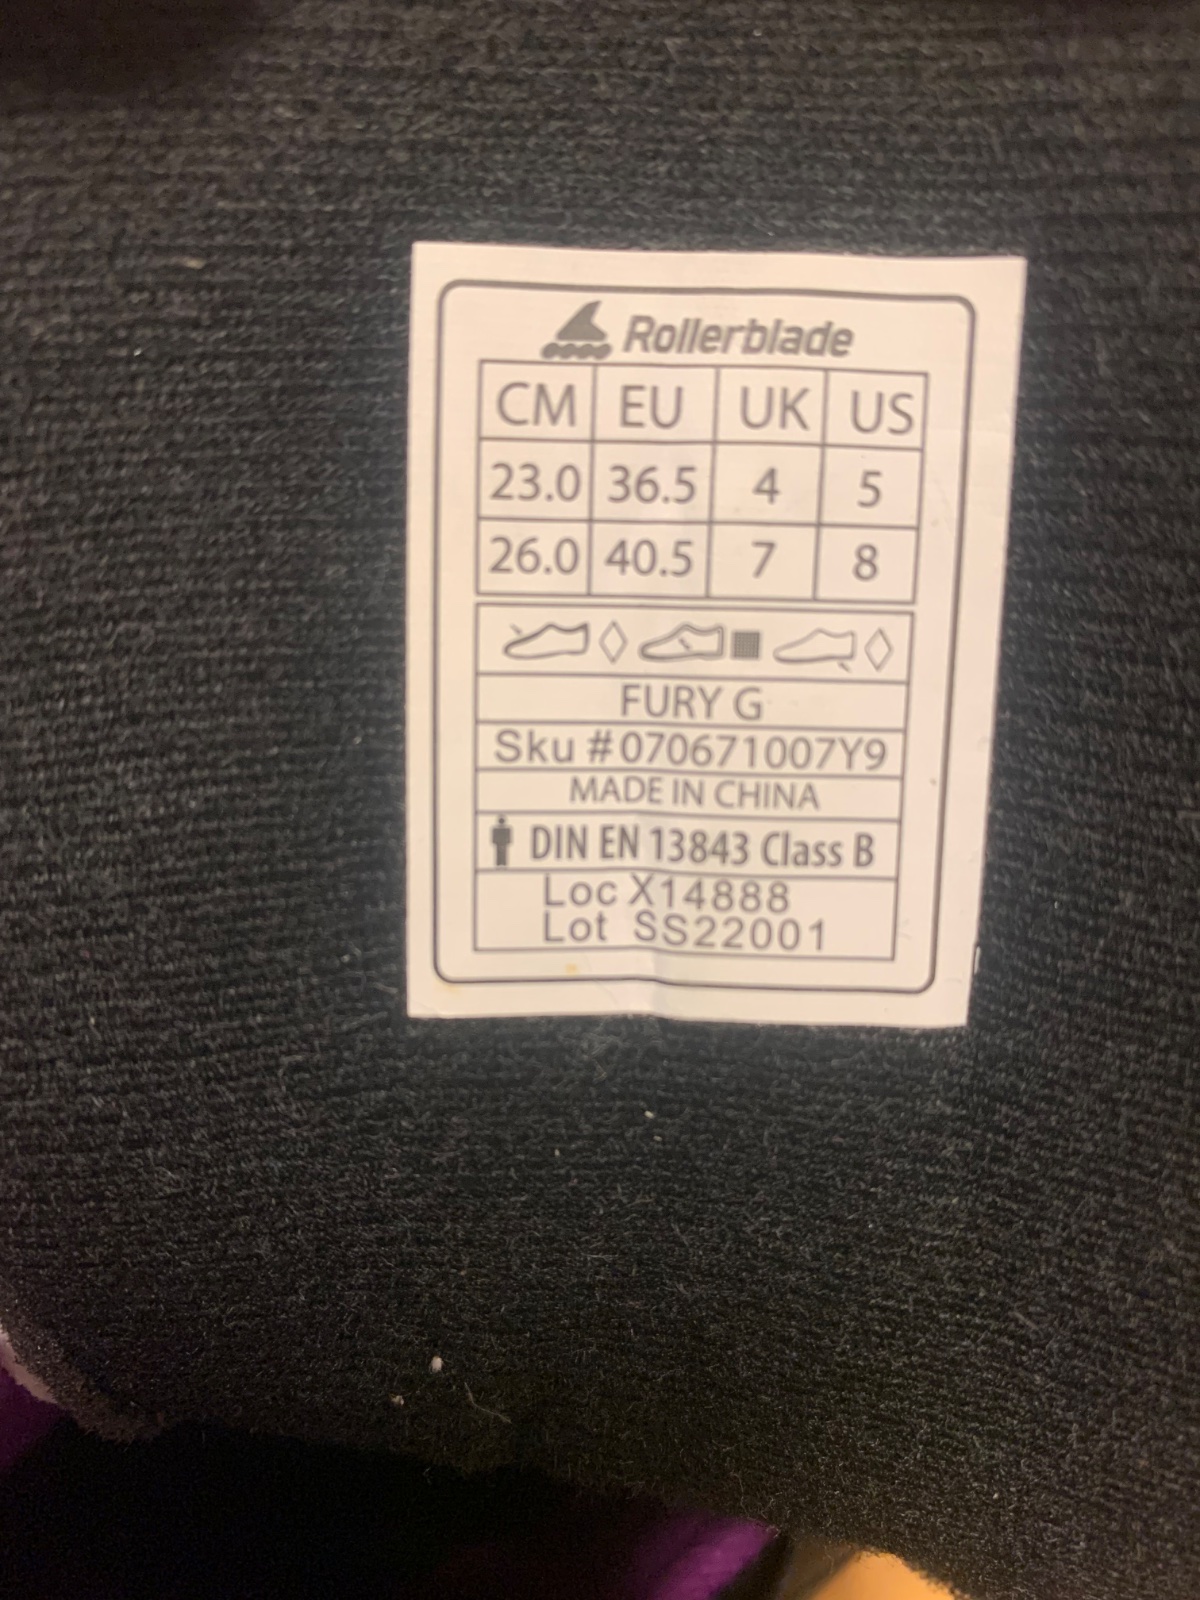 Rollerblade
CM EU UK US
23.0 36.5 4 5
26.0 40.5 7 8
FURY G
Sku #070671007Y9
MADE IN CHINA
DIN EN 13843 Class B
Loc X14888
Lot SS22001